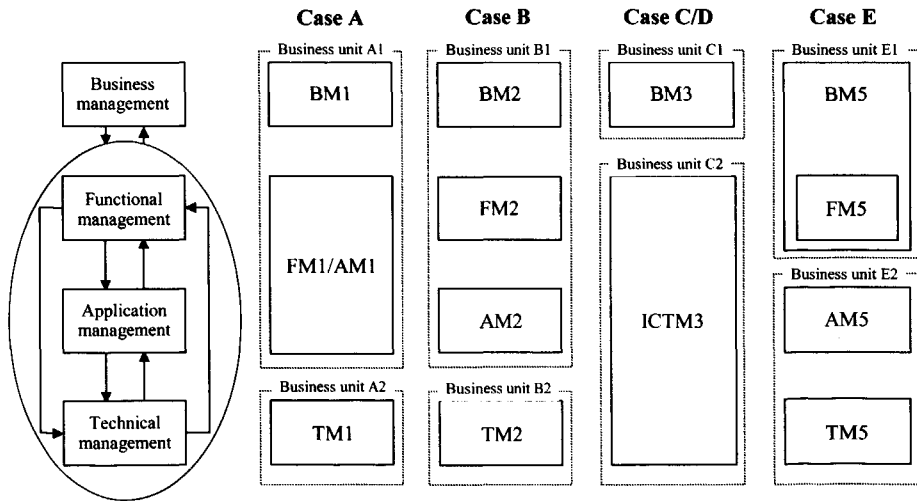 Case A
Case B
Case C/D
Case E
Business unit A1
Business unit B1
Business unit C1
Business unit E1
Business
management
BM1
BM2
BM3
BM5
Business unit C2
Functional
management
FM1/AM1
FM2
FM5
Business unit E2
Application
management
AM2
ICTM3
AM5
Business unit A2
Business unit B2
Technical
management
TM1
TM2
TM5